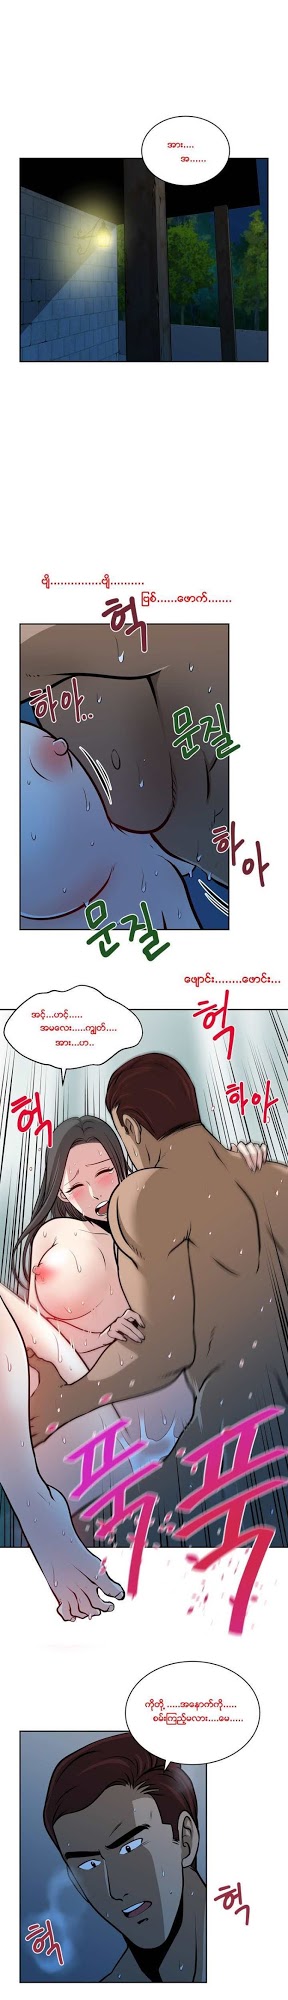 အား....
အ......
ဗျိ...............ဗျိ..........
ဗြစ်......ဖောက်.......
헉
하아..
문질
하아
문질
ဖျောင်း........ဖောင်း...
အင့်...ဟင့်....
အမလေး.....ကျွတ်....
အား...ဟ..
헉
하아
헉
푹
푹
ကိုတို့ .....အနောက်ကို.....
စမ်းကြည့်မလား....မေ.....
헉
헉